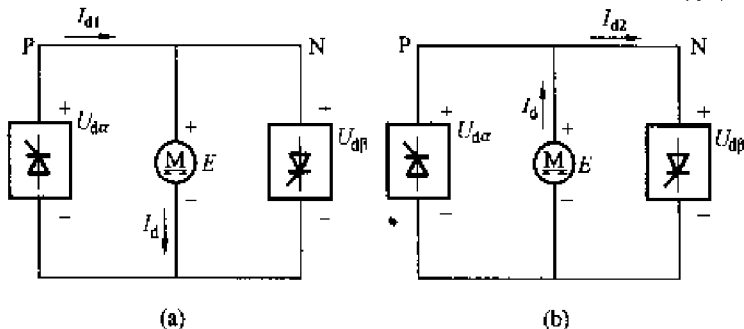 I_d1
P
N
+
U_dα
−
+
M
E
−
I_d
+
U_dβ
−
(a)
I_d2
P
N
+
U_dα
−
I_d
+
M
E
−
+
U_dβ
−
(b)